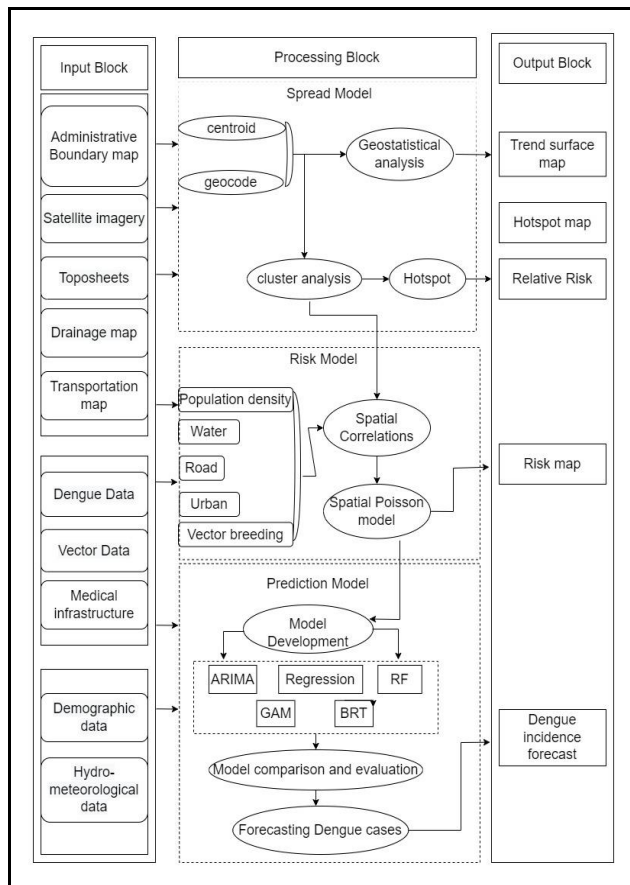 Input Block
Administrative
Boundary map
Satellite imagery
Toposheets
Drainage map
Transportation
map
Dengue Data
Vector Data
Medical
infrastructure
Demographic
data
Hydro-
meteorological
data
Processing Block
Spread Model
centroid
geocode
Geostatistical
analysis
cluster analysis
Hotspot
Risk Model
Population density
Water
Road
Urban
Vector breeding
Spatial
Correlations
Spatial Poisson
model
Prediction Model
Model
Development
ARIMA
Regression
RF
GAM
BRT
Model comparison and evaluation
Forecasting Dengue cases
Output Block
Trend surface
map
Hotspot map
Relative Risk
Risk map
Dengue
incidence
forecast